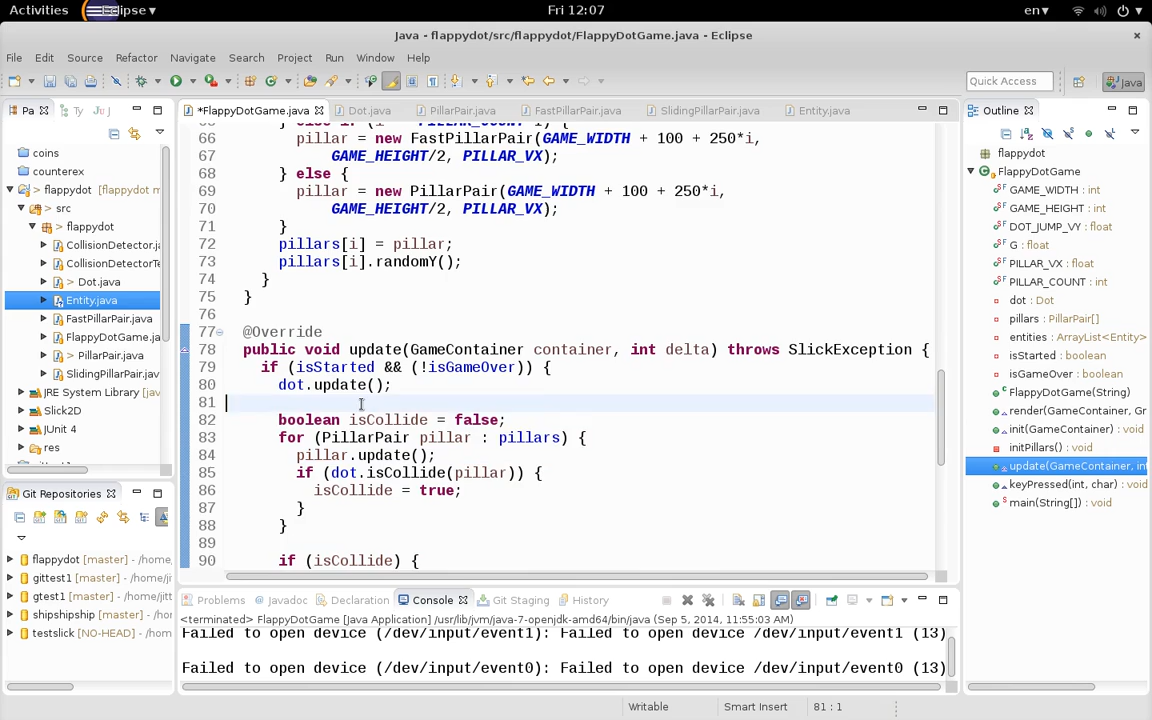 Activities
Eclipse
Fri 12:07
en
Java - flappydot/src/flappydot/FlappyDotGame.java - Eclipse
File Edit Source Refactor Navigate Search Project Run Window Help
Quick Access
Java
Pa
Ty
Ju
*FlappyDotGame.java
Dot.java
PillarPair.java
FastPillarPair.java
SlidingPillarPair.java
Entity.java
Outline
coins
counterex
flappydot [flappydot m
src
flappydot
CollisionDetector.ja
CollisionDetectorTe
> Dot.java
Entity.java
FastPillarPair.java
FlappyDotGame.ja
> PillarPair.java
SlidingPillarPair.jav
JRE System Library [jav
Slick2D
JUnit 4
res
Git Repositories
flappydot [master] - /home
gittest1 [master] - /home/jit
gtest1 [master] - /home/jitt
shipshipship [master] - /ho
testslick [NO-HEAD] - /hom
66 pillar = new FastPillarPair(GAME_WIDTH + 100 + 250*i,
67 GAME_HEIGHT/2, PILLAR_VX);
68 } else {
69 pillar = new PillarPair(GAME_WIDTH + 100 + 250*i,
70 GAME_HEIGHT/2, PILLAR_VX);
71 }
72 pillars[i] = pillar;
73 pillars[i].randomY();
74 }
75 }
76
77 @Override
78 public void update(GameContainer container, int delta) throws SlickException {
79 if (isStarted && (!isGameOver)) {
80 dot.update();
81
82 boolean isCollide = false;
83 for (PillarPair pillar : pillars) {
84 pillar.update();
85 if (dot.isCollide(pillar)) {
86 isCollide = true;
87 }
88 }
89
90 if (isCollide) {
flappydot
FlappyDotGame
GAME_WIDTH : int
GAME_HEIGHT : int
DOT_JUMP_VY : float
G : float
PILLAR_VX : float
PILLAR_COUNT : int
dot : Dot
pillars : PillarPair[]
entities : ArrayList<Entity>
isStarted : boolean
isGameOver : boolean
FlappyDotGame(String)
render(GameContainer, Gr
init(GameContainer) : void
initPillars() : void
update(GameContainer, int
keyPressed(int, char) : void
main(String[]) : void
Problems
Javadoc
Declaration
Console
Git Staging
History
<terminated> FlappyDotGame [Java Application] /usr/lib/jvm/java-7-openjdk-amd64/bin/java (Sep 5, 2014, 11:55:03 AM)
Failed to open device (/dev/input/event1): Failed to open device /dev/input/event1 (13)
Failed to open device (/dev/input/event0): Failed to open device /dev/input/event0 (13)
Writable
Smart Insert
81 : 1